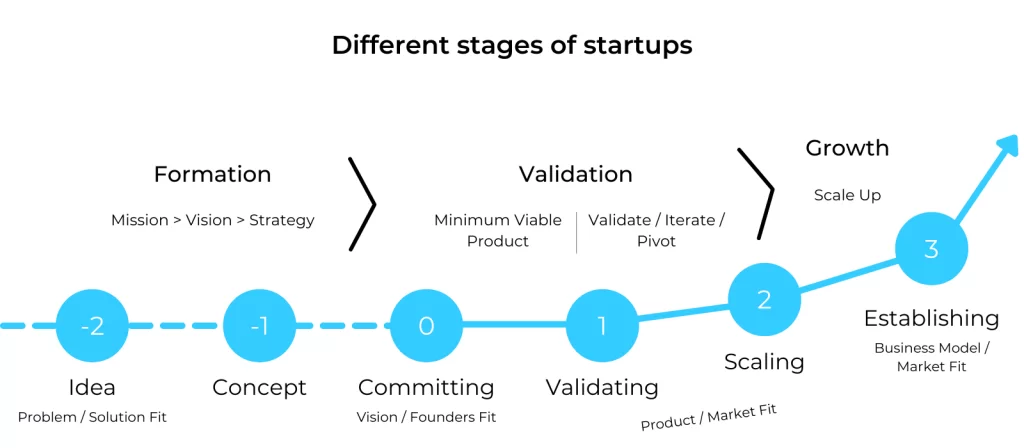 Different stages of startups
Formation
Mission > Vision > Strategy
Validation
Minimum Viable
Product
Validate / Iterate /
Pivot
Growth
Scale Up
-2
-1
0
1
2
3
Idea
Problem / Solution Fit
Concept
Committing
Vision / Founders Fit
Validating
Product / Market Fit
Scaling
Establishing
Business Model /
Market Fit